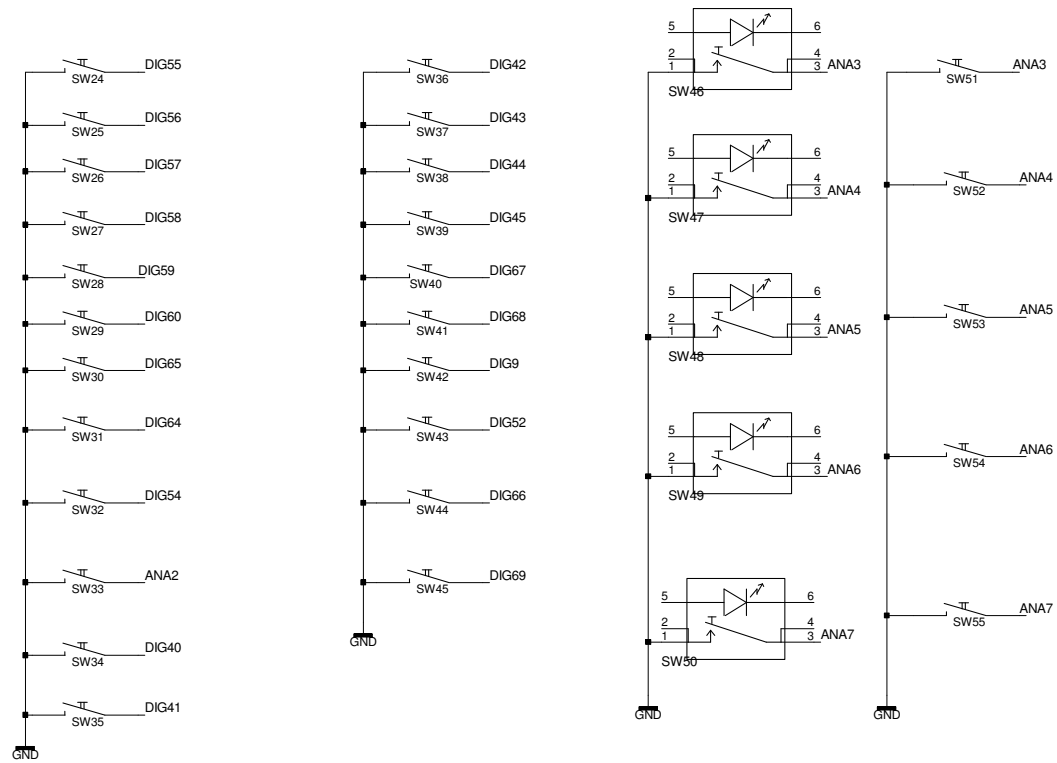 DIG55
SW24
DIG56
SW25
DIG57
SW26
DIG58
SW27
DIG59
SW28
DIG60
SW29
DIG65
SW30
DIG64
SW31
DIG54
SW32
ANA2
SW33
DIG40
SW34
DIG41
SW35
GND
DIG42
SW36
DIG43
SW37
DIG44
SW38
DIG45
SW39
DIG67
SW40
DIG68
SW41
DIG9
SW42
DIG52
SW43
DIG66
SW44
DIG69
SW45
GND
5 6
2 4
1 3 ANA3
SW46
5 6
2 4
1 3 ANA4
SW47
5 6
2 4
1 3 ANA5
SW48
5 6
2 4
1 3 ANA6
SW49
5 6
2 4
1 3 ANA7
SW50
GND
ANA3
SW51
ANA4
SW52
ANA5
SW53
ANA6
SW54
ANA7
SW55
GND